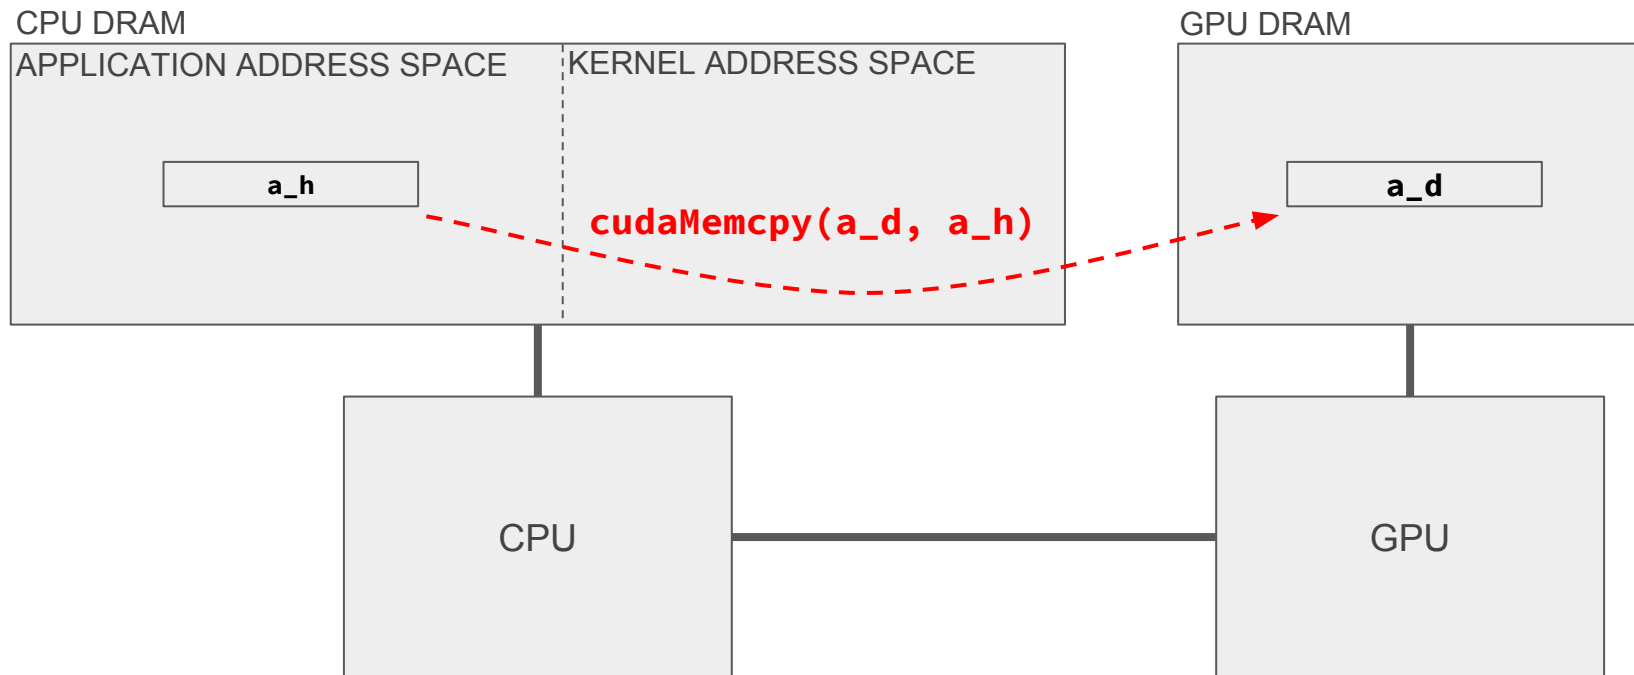 CPU DRAM
GPU DRAM
APPLICATION ADDRESS SPACE
KERNEL ADDRESS SPACE
a_h
a_d
cudaMemcpy(a_d, a_h)
CPU
GPU